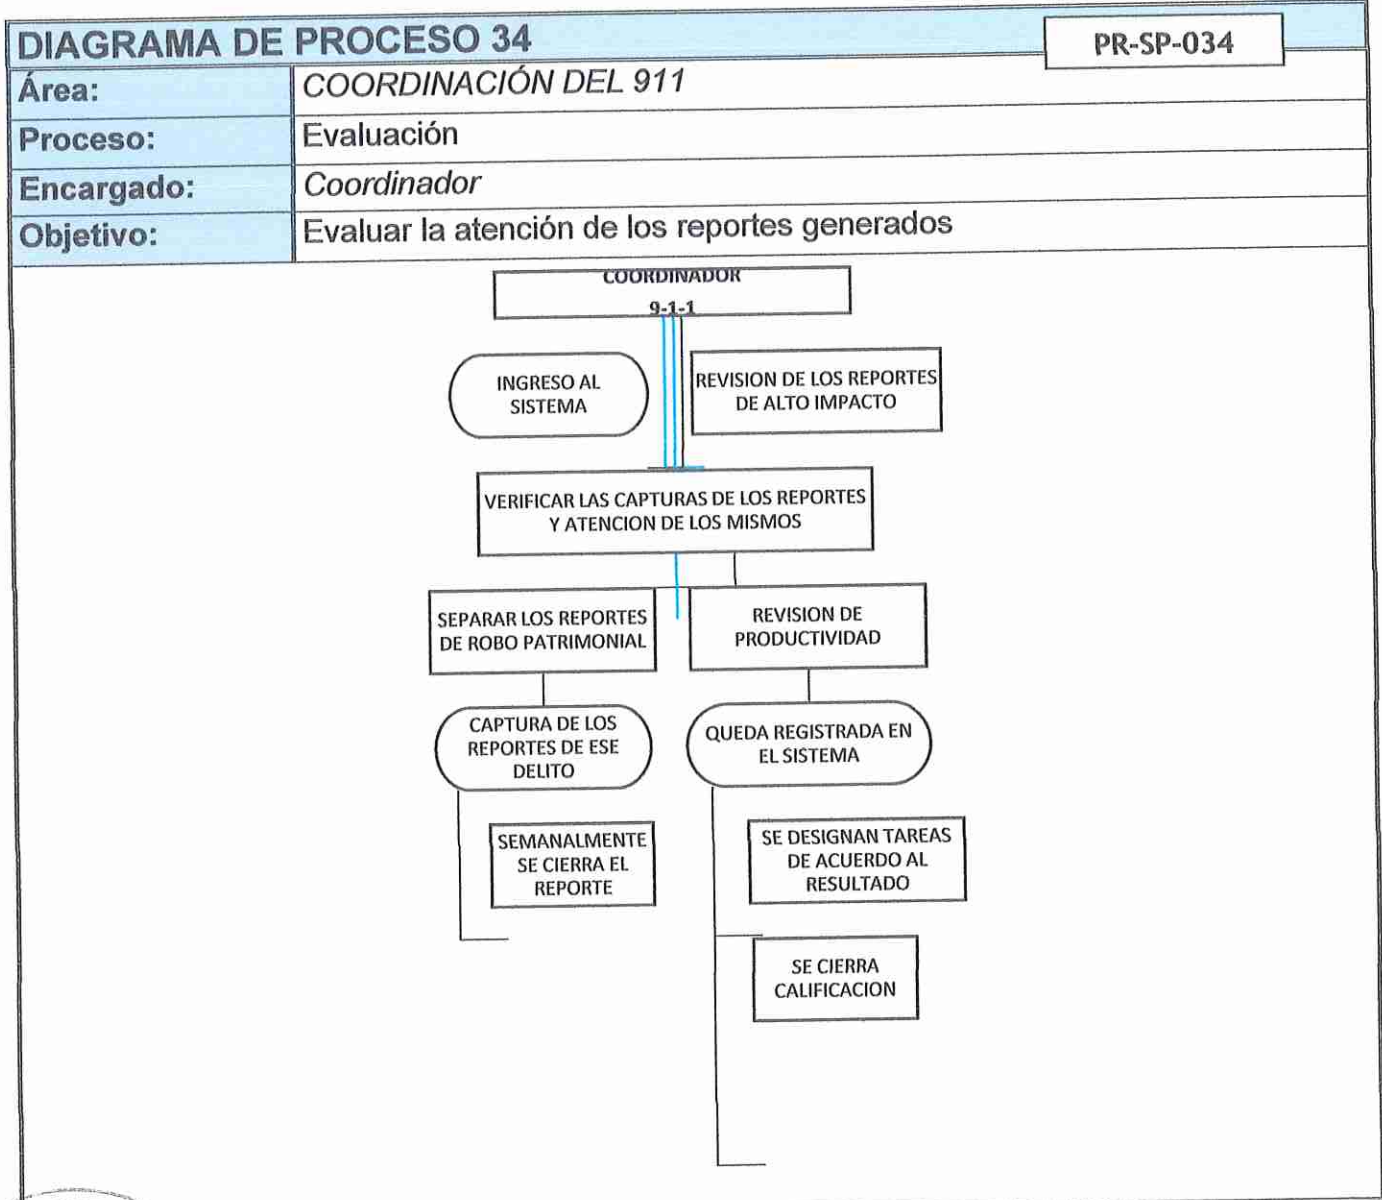 DIAGRAMA DE PROCESO 34
PR-SP-034
Área:
COORDINACIÓN DEL 911
Proceso:
Evaluación
Encargado:
Coordinador
Objetivo:
Evaluar la atención de los reportes generados
COORDINADOR
9-1-1
INGRESO AL
SISTEMA
REVISION DE LOS REPORTES
DE ALTO IMPACTO
VERIFICAR LAS CAPTURAS DE LOS REPORTES
Y ATENCION DE LOS MISMOS
SEPARAR LOS REPORTES
DE ROBO PATRIMONIAL
REVISION DE
PRODUCTIVIDAD
CAPTURA DE LOS
REPORTES DE ESE
DELITO
QUEDA REGISTRADA EN
EL SISTEMA
SEMANALMENTE
SE CIERRA EL
REPORTE
SE DESIGNAN TAREAS
DE ACUERDO AL
RESULTADO
SE CIERRA
CALIFICACION